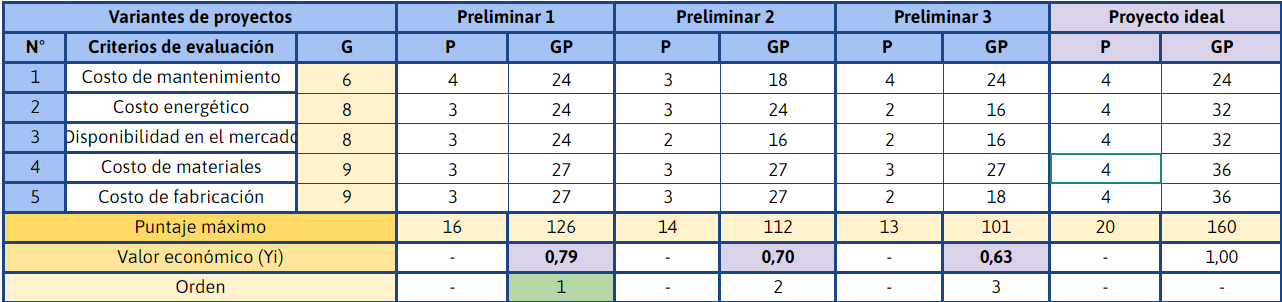 Variantes de proyectos Preliminar 1 Preliminar 2 Preliminar 3 Proyecto ideal
N° Criterios de evaluación G P GP P GP P GP P GP
1 Costo de mantenimiento 6 4 24 3 18 4 24 4 24
2 Costo energético 8 3 24 3 24 2 16 4 32
3 Disponibilidad en el mercado 8 3 24 2 16 2 16 4 32
4 Costo de materiales 9 3 27 3 27 3 27 4 36
5 Costo de fabricación 9 3 27 3 27 2 18 4 36
Puntaje máximo 16 126 14 112 13 101 20 160
Valor económico (Yi) - 0,79 - 0,70 - 0,63 - 1,00
Orden - 1 - 2 - 3 - -